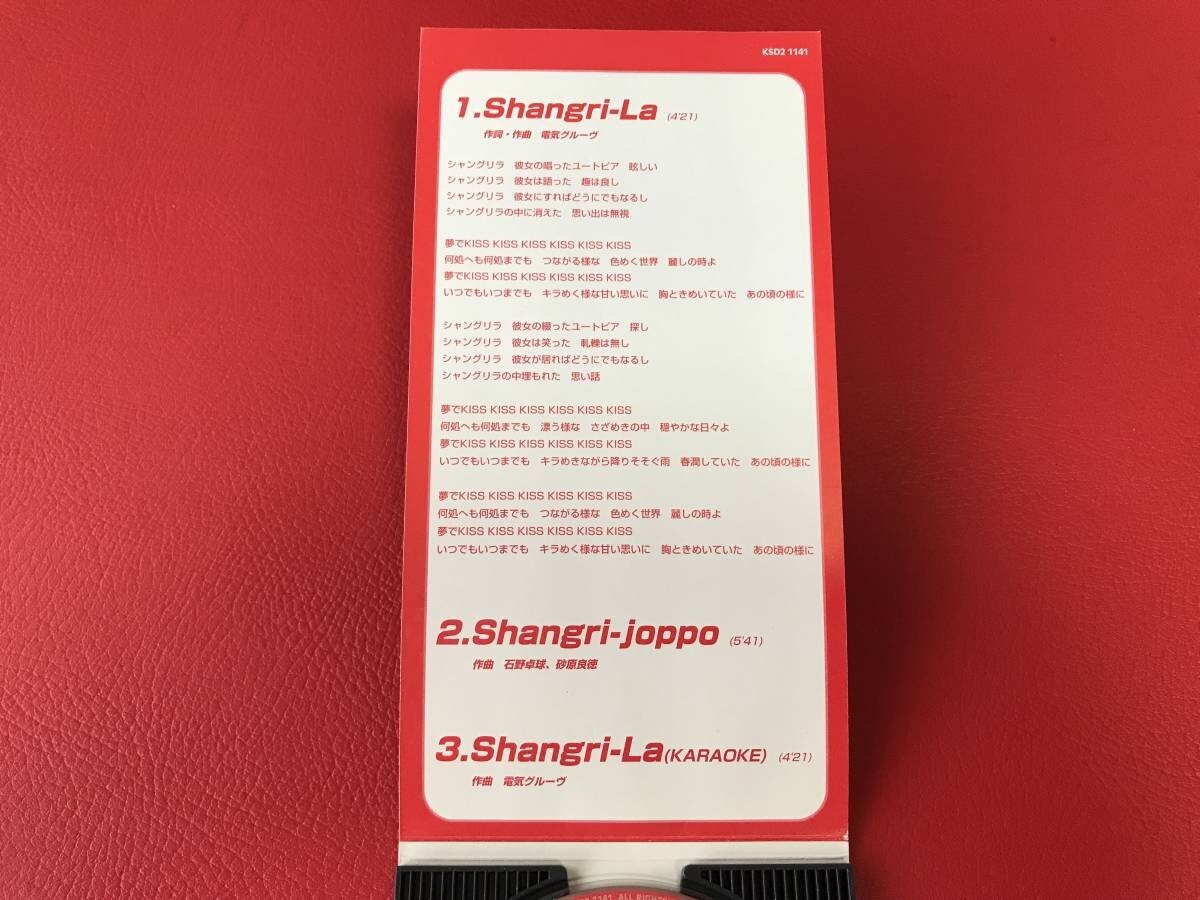 KSD2 1141
1.Shangri-La (4'21)
作詞・作曲　電気グルーヴ
シャングリラ　彼女の唱ったユートピア　眩しい
シャングリラ　彼女は語った　趣は良し
シャングリラ　彼女にすればどうにでもなるし
シャングリラの中に消えた　思い出は無視
夢でKISS KISS KISS KISS KISS KISS
何処へも何処までも　つながる様な　色めく世界　麗しの時よ
夢でKISS KISS KISS KISS KISS KISS
いつでもいつまでも　キラめく様な甘い思いに　胸ときめいていた　あの頃の様に
シャングリラ　彼女の綴ったユートピア　探し
シャングリラ　彼女は笑った　軋轢は無し
シャングリラ　彼女が居ればどうにでもなるし
シャングリラの中埋もれた　思い話
夢でKISS KISS KISS KISS KISS KISS
何処へも何処までも　漂う様な　さざめきの中　穏やかな日々よ
夢でKISS KISS KISS KISS KISS KISS
いつでもいつまでも　キラめきながら降りそそぐ雨　春潤していた　あの頃の様に
夢でKISS KISS KISS KISS KISS KISS
何処へも何処までも　つながる様な　色めく世界　麗しの時よ
夢でKISS KISS KISS KISS KISS KISS
いつでもいつまでも　キラめく様な甘い思いに　胸ときめいていた　あの頃の様に
2.Shangri-joppo (5'41)
作曲　石野卓球、砂原良徳
3.Shangri-La(KARAOKE) (4'21)
作曲　電気グルーヴ
1141 ALL RIGHTS